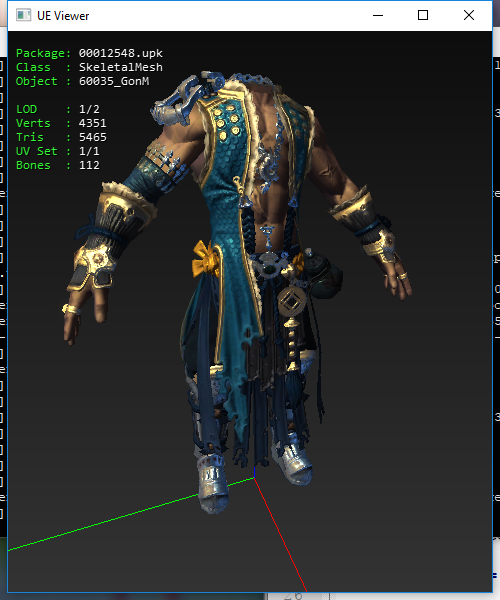 UE Viewer
Package: 00012548.upk
Class : SkeletalMesh
Object : 60035_GonM
LOD : 1/2
Verts : 4351
Tris : 5465
UV Set : 1/1
Bones : 112